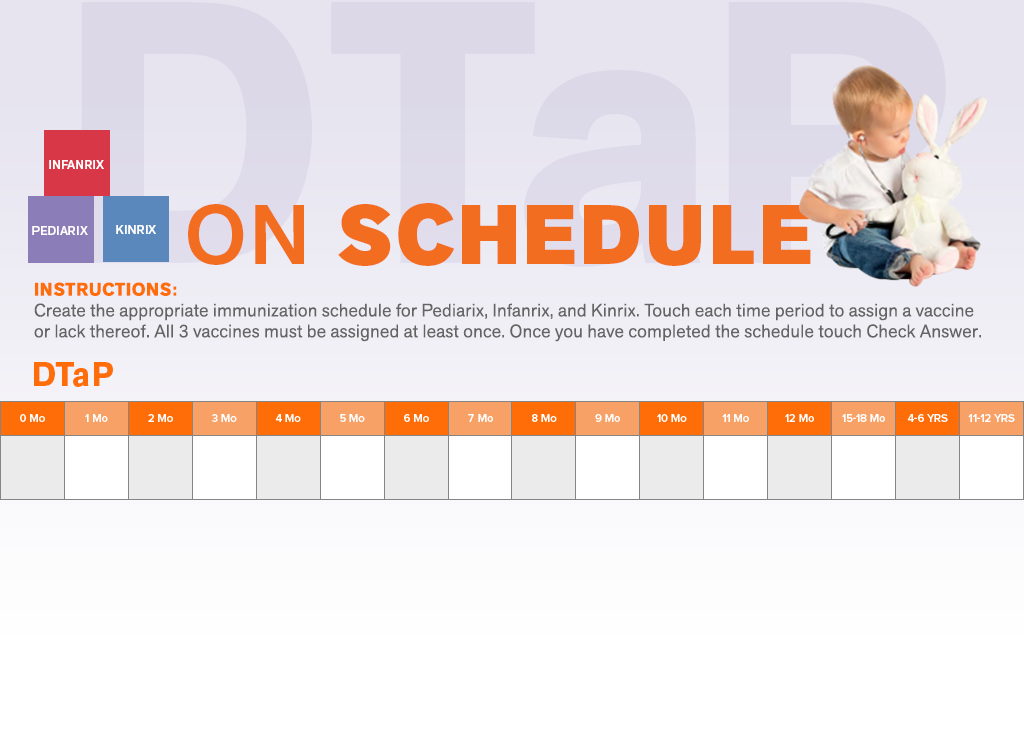 DTaP
INFANRIX
PEDIARIX
KINRIX
ON SCHEDULE
INSTRUCTIONS:
Create the appropriate immunization schedule for Pediarix, Infanrix, and Kinrix. Touch each time period to assign a vaccine
or lack thereof. All 3 vaccines must be assigned at least once. Once you have completed the schedule touch Check Answer.
DTaP
0 Mo 1 Mo 2 Mo 3 Mo 4 Mo 5 Mo 6 Mo 7 Mo 8 Mo 9 Mo 10 Mo 11 Mo 12 Mo 15-18 Mo 4-6 YRS 11-12 YRS